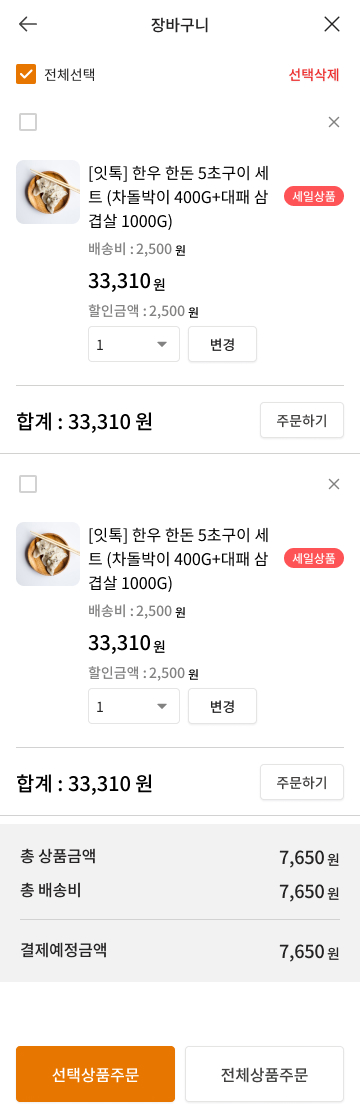 장바구니
전체선택
선택삭제
[잇톡] 한우 한돈 5초구이 세
트 (차돌박이 400G+대패 삼
겹살 1000G)
세일상품
배송비 : 2,500 원
33,310 원
할인금액 : 2,500 원
1
변경
합계 : 33,310 원
주문하기
[잇톡] 한우 한돈 5초구이 세
트 (차돌박이 400G+대패 삼
겹살 1000G)
세일상품
배송비 : 2,500 원
33,310 원
할인금액 : 2,500 원
1
변경
합계 : 33,310 원
주문하기
총 상품금액
7,650 원
총 배송비
7,650 원
결제예정금액
7,650 원
선택상품주문
전체상품주문